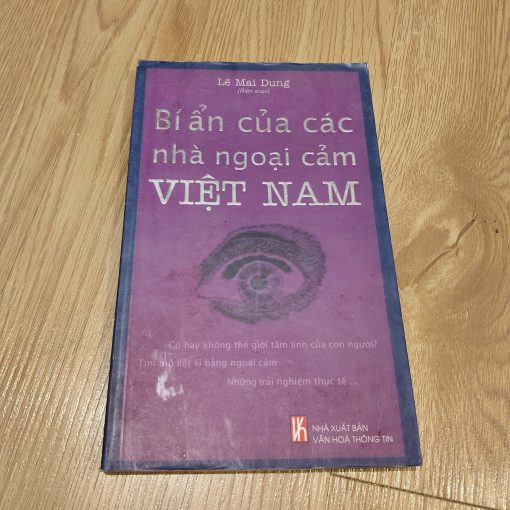 Lê Mai Dung
(Biên soạn)
Bí ẩn của các
nhà ngoại cảm
VIỆT NAM
Có hay không thế giới tâm linh của con người?
Tìm mộ liệt sĩ bằng ngoại cảm
Những trải nghiệm thực tế ...
NHÀ XUẤT BẢN
VĂN HOÁ THÔNG TIN